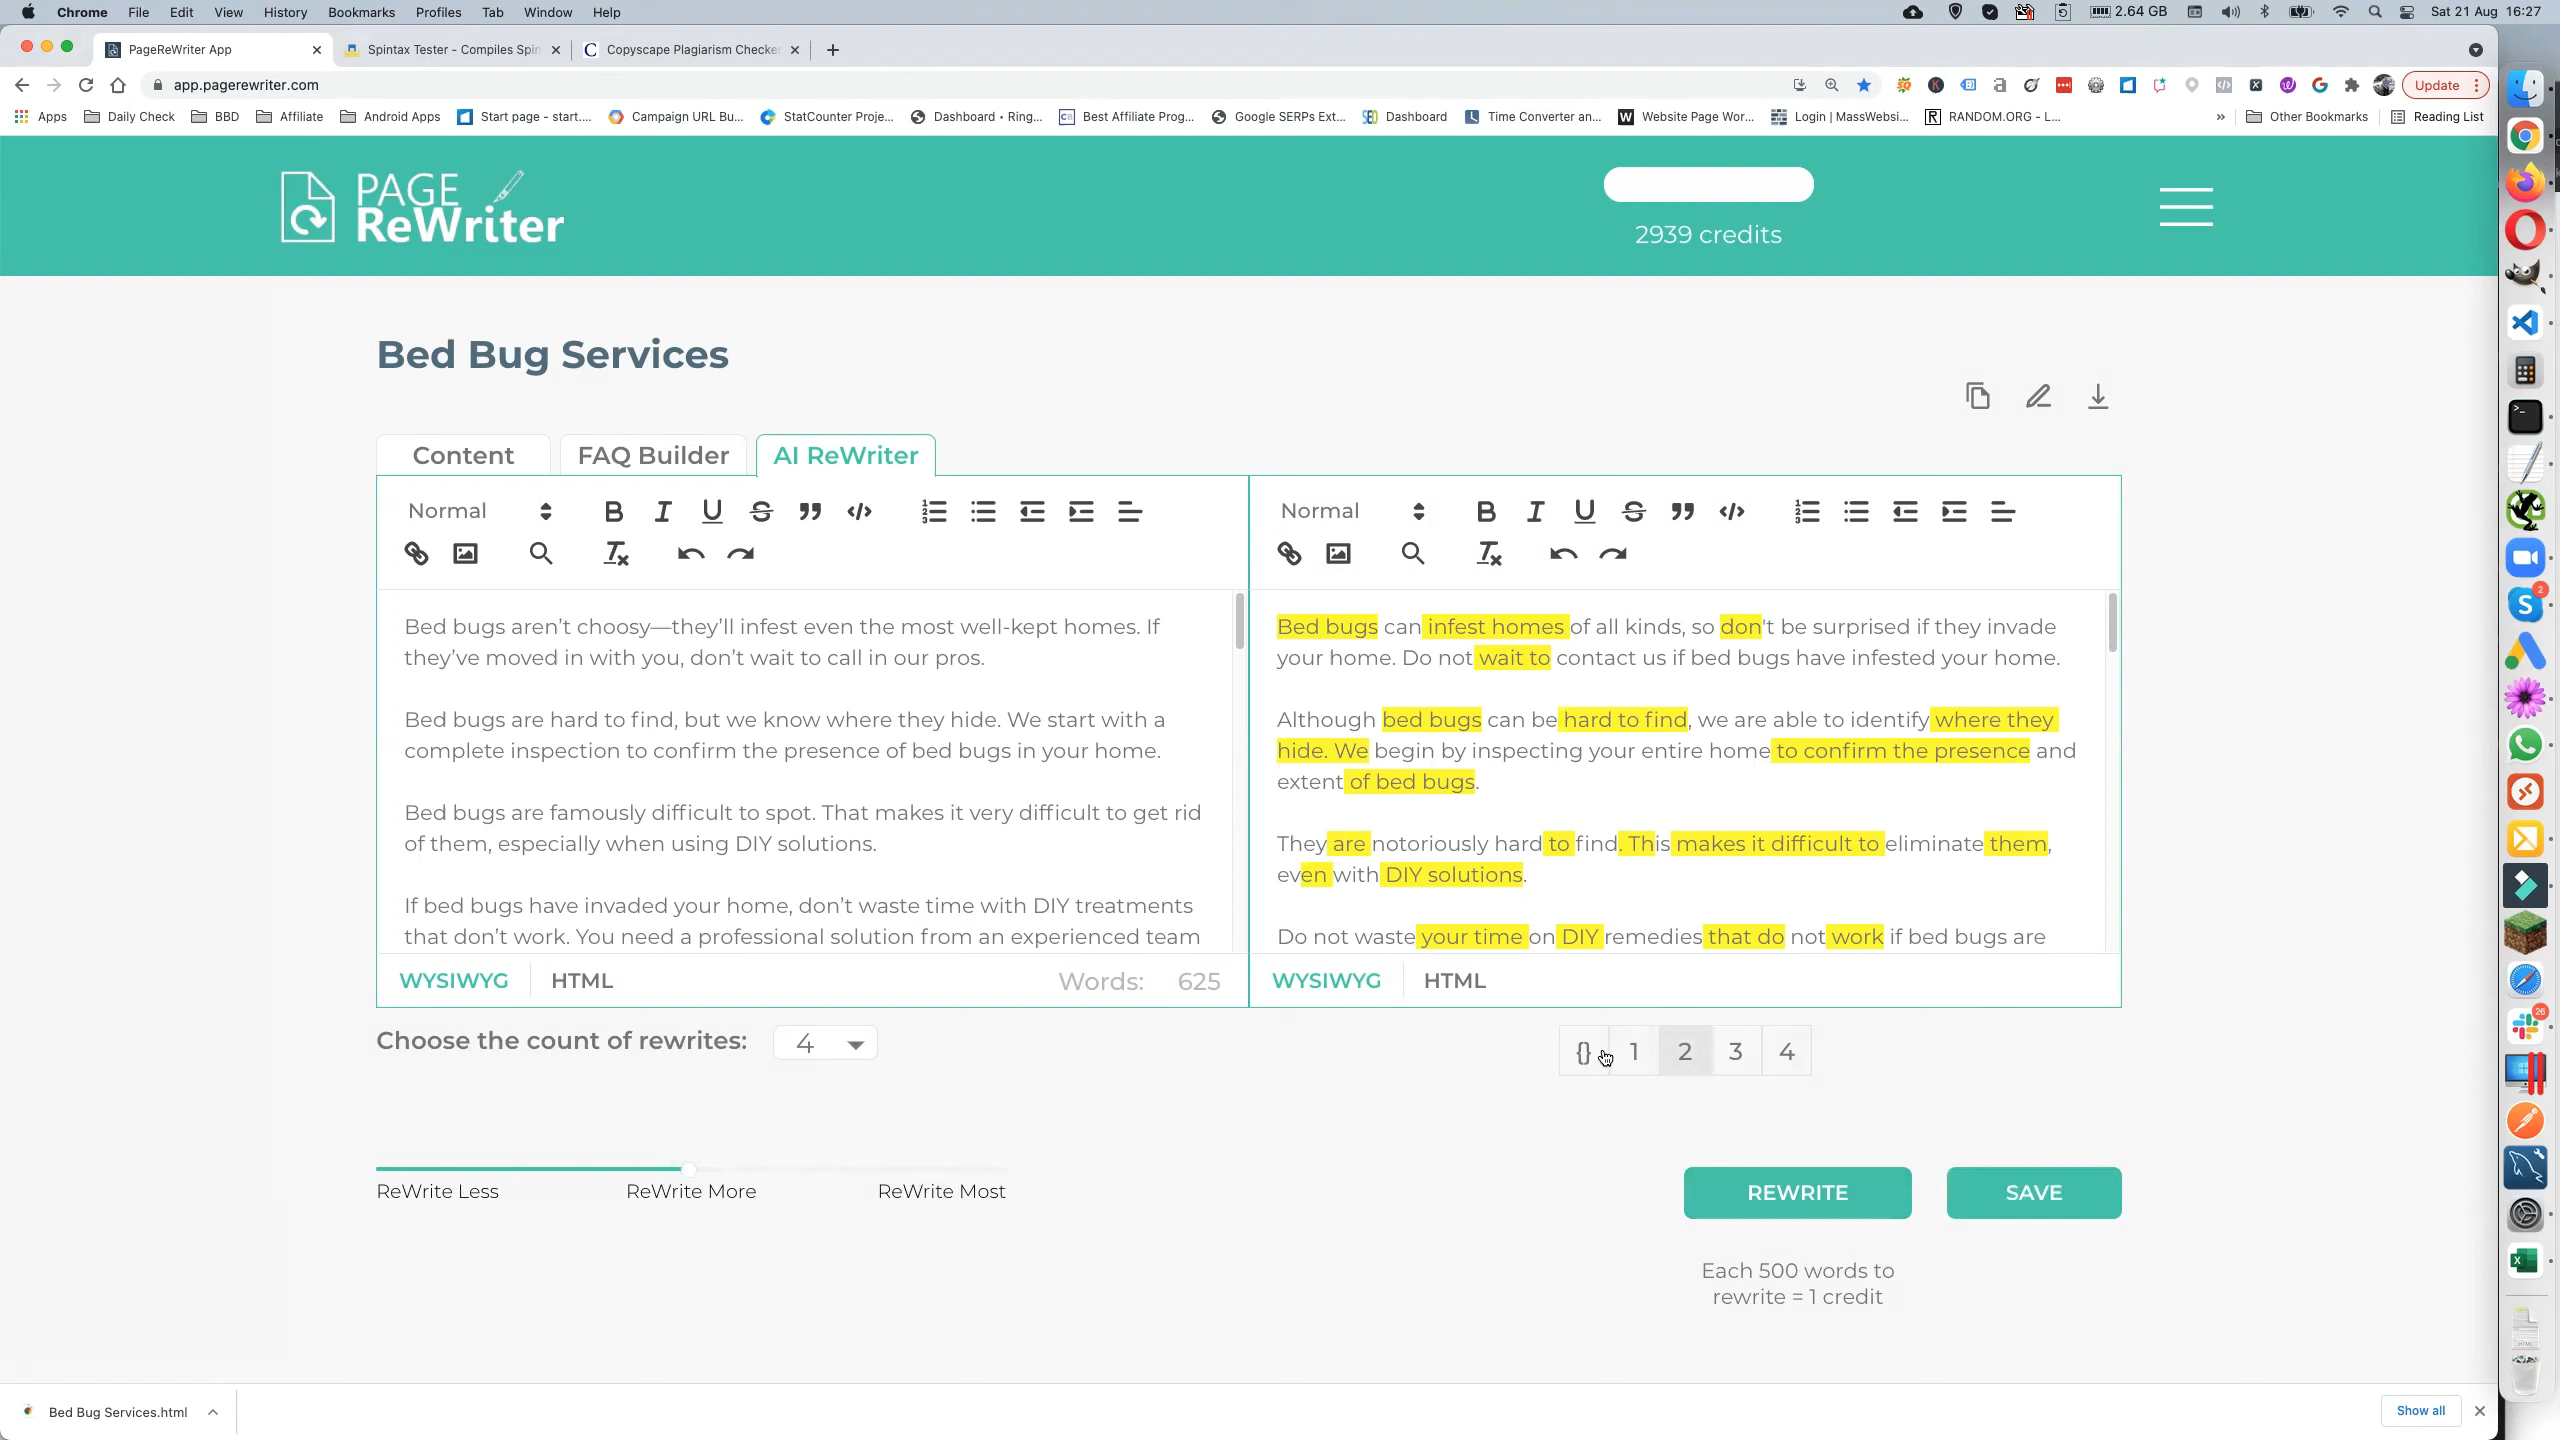 Chrome File Edit View History Bookmarks Profiles Tab Window Help 2.64 GB Sat 21 Aug 16:27
PageReWriter App Spintax Tester - Compiles Spin Copyscape Plagiarism Checke
app.pagerewriter.com Update
Apps Daily Check BBD Affiliate Android Apps Start page - start.... Campaign URL Bu... StatCounter Proje... Dashboard • Ring... Best Affiliate Prog... Google SERPs Ext... Dashboard Time Converter an... Website Page Wor... Login | MassWebsi... RANDOM.ORG - L... » Other Bookmarks Reading List
PAGE
ReWriter
2939 credits
Bed Bug Services
Content FAQ Builder AI ReWriter
Normal
Normal
Bed bugs aren’t choosy—they’ll infest even the most well-kept homes. If
they’ve moved in with you, don’t wait to call in our pros.
Bed bugs are hard to find, but we know where they hide. We start with a
complete inspection to confirm the presence of bed bugs in your home.
Bed bugs are famously difficult to spot. That makes it very difficult to get rid
of them, especially when using DIY solutions.
If bed bugs have invaded your home, don’t waste time with DIY treatments
that don’t work. You need a professional solution from an experienced team
Bed bugs can infest homes of all kinds, so don't be surprised if they invade
your home. Do not wait to contact us if bed bugs have infested your home.
Although bed bugs can be hard to find, we are able to identify where they
hide. We begin by inspecting your entire home to confirm the presence and
extent of bed bugs.
They are notoriously hard to find. This makes it difficult to eliminate them,
even with DIY solutions.
Do not waste your time on DIY remedies that do not work if bed bugs are
WYSIWYG HTML Words: 625
WYSIWYG HTML
Choose the count of rewrites: 4
{} 1 2 3 4
ReWrite Less ReWrite More ReWrite Most
REWRITE SAVE
Each 500 words to
rewrite = 1 credit
Bed Bug Services.html Show all
2
26